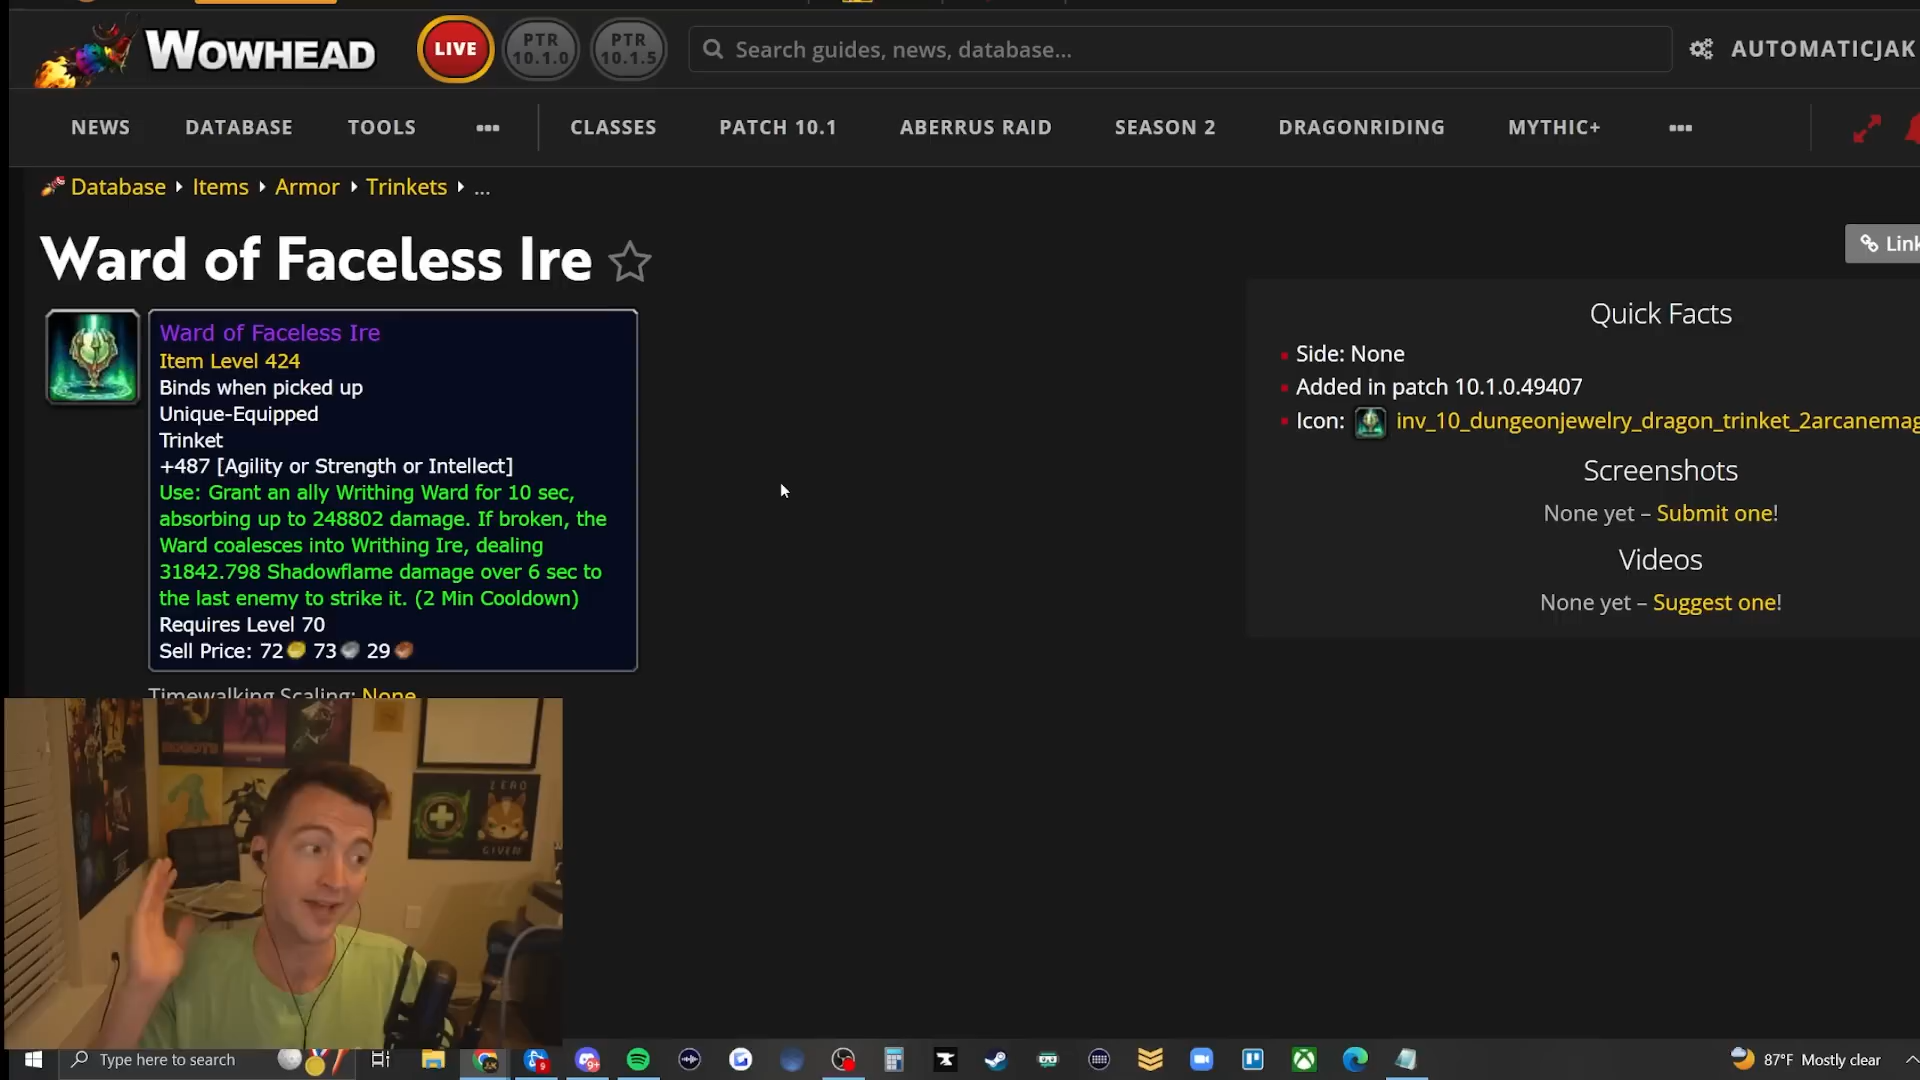 WOWHEAD
LIVE
PTR
10.1.0
PTR
10.1.5
Search guides, news, database...
AUTOMATICJAK
NEWS
DATABASE
TOOLS
•••
CLASSES
PATCH 10.1
ABERRUS RAID
SEASON 2
DRAGONRIDING
MYTHIC+
•••
Database
Items
Armor
Trinkets
...
Ward of Faceless Ire
Link
Ward of Faceless Ire
Item Level 424
Binds when picked up
Unique-Equipped
Trinket
+487 [Agility or Strength or Intellect]
Use: Grant an ally Writhing Ward for 10 sec,
absorbing up to 248802 damage. If broken, the
Ward coalesces into Writhing Ire, dealing
31842.798 Shadowflame damage over 6 sec to
the last enemy to strike it. (2 Min Cooldown)
Requires Level 70
Sell Price: 72 73 29
Timewalking Scaling: None
Quick Facts
Side: None
Added in patch 10.1.0.49407
Icon: inv_10_dungeonjewelry_dragon_trinket_2arcanemag
Screenshots
None yet – Submit one!
Videos
None yet – Suggest one!
ZERO
GIVEN
Type here to search
87°F Mostly clear